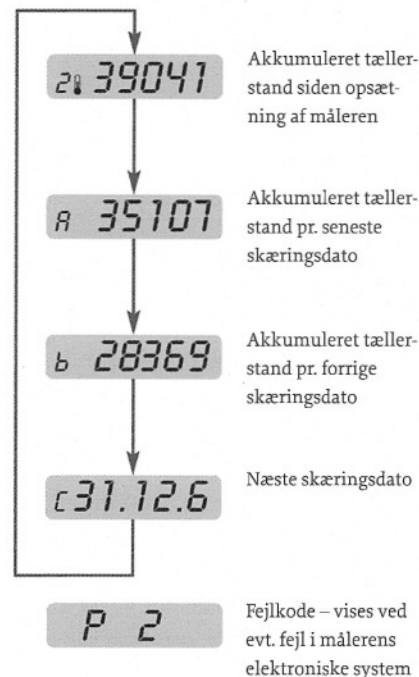 2 39041
Akkumuleret tæller-
stand siden opsæt-
ning af måleren
A 35107
Akkumuleret tæller-
stand pr. seneste
skæringsdato
b 28369
Akkumuleret tæller-
stand pr. forrige
skæringsdato
c31.12.6
Næste skæringsdato
P 2
Fejlkode – vises ved
evt. fejl i målerens
elektroniske system